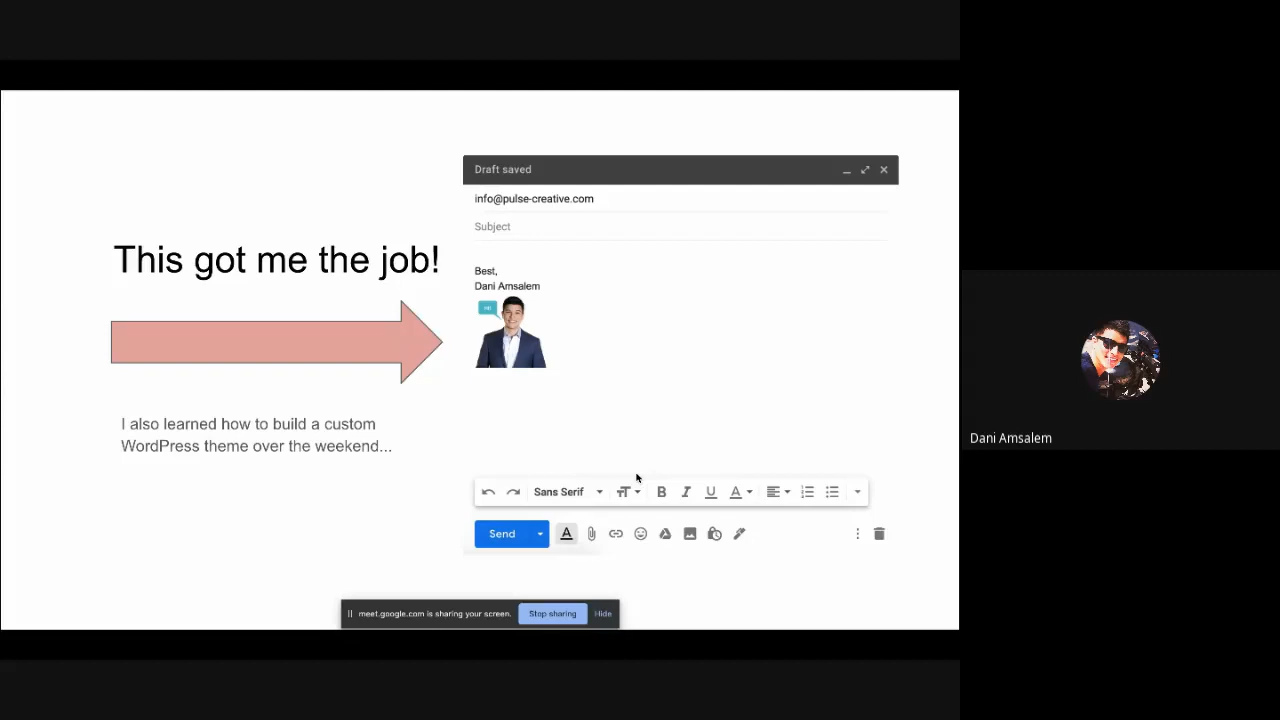 Draft saved
info@pulse-creative.com
Subject
This got me the job!
Best,
Dani Amsalem
I also learned how to build a custom
WordPress theme over the weekend...
Sans Serif
Send
meet.google.com is sharing your screen. Stop sharing Hide
Dani Amsalem